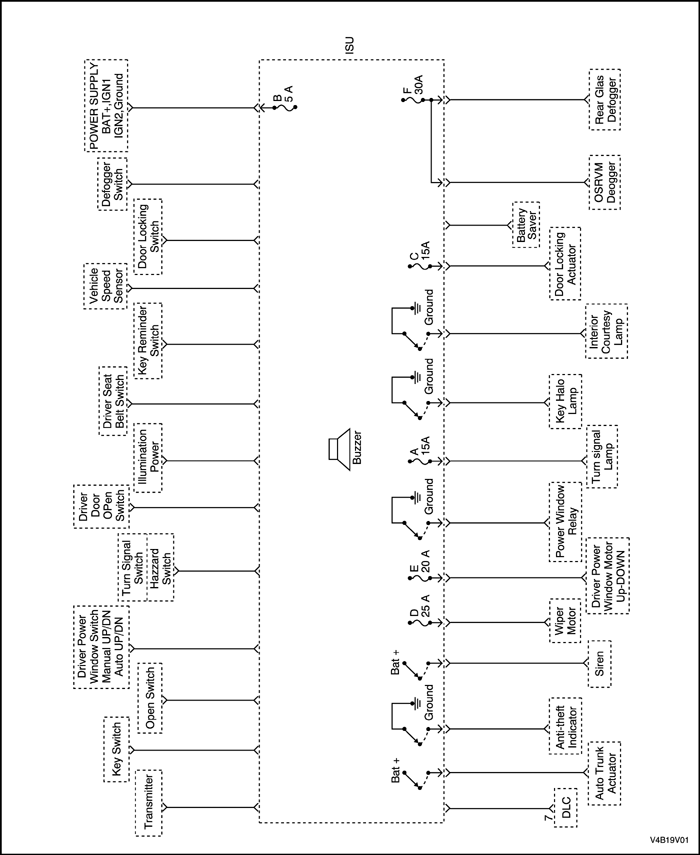 ISU
POWER SUPPLY
BAT+,IGN1
IGN2,Ground
Defogger
Switch
Door Locking
Switch
Vehicle
Speed
Sensor
Key Reminder
Switch
Driver Seat
Belt Switch
Illumination
Power
Driver
Door
OPen
Switch
Turn Signal
Switch
Hazzard
Switch
Driver Power
Window Switch
Manual UP/DN
Auto UP/DN
Open Switch
Key Switch
Transmitter
B
5 A
Buzzer
F
30A
C
15A
Ground
Ground
A
15A
Ground
E
20 A
D
25 A
Bat +
Ground
Bat +
Rear Glas
Defogger
OSRVM
Deogger
Battery
Saver
Door Locking
Actuator
Interior
Courtesy
Lamp
Key Halo
Lamp
Turn signal
Lamp
Power Window
Relay
Driver Power
Window Motor
Up-DOWN
Wiper
Motor
Siren
Anti-theft
Indicator
Auto Trunk
Actuator
7
DLC
V4B19V01